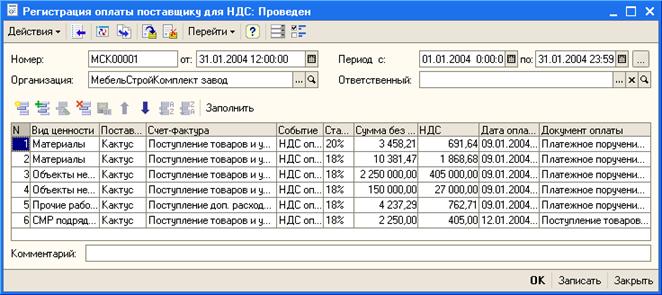 Регистрация оплаты поставщику для НДС: Проведен
Действия Перейти
Номер: МСК00001 от: 31.01.2004 12:00:00 Период с: 01.01.2004 0:00:0 по: 31.01.2004 23:59 ...
Организация: МебельСтройКомплект завод ... Ответственный: ...
Заполнить
N Вид ценности Постав... Счет-фактура Событие Ста... Сумма без ... НДС Дата опла... Документ оплаты
1 Материалы Кактус Поступление товаров и у... НДС оп... 20% 3 458,21 691,64 09.01.2004... Платежное поручени...
2 Материалы Кактус Поступление товаров и у... НДС оп... 18% 10 381,47 1 868,68 09.01.2004... Платежное поручени...
3 Объекты не... Кактус Поступление товаров и у... НДС оп... 18% 2 250 000,00 405 000,00 09.01.2004... Платежное поручени...
4 Объекты не... Кактус Поступление товаров и у... НДС оп... 18% 150 000,00 27 000,00 09.01.2004... Платежное поручени...
5 Прочие рабо... Кактус Поступление доп. расход... НДС оп... 18% 4 237,29 762,71 09.01.2004... Платежное поручени...
6 СМР подряд... Кактус Поступление товаров и у... НДС оп... 18% 2 250,00 405,00 12.01.2004... Поступление товаров...
Комментарий:
OK Записать Закрыть